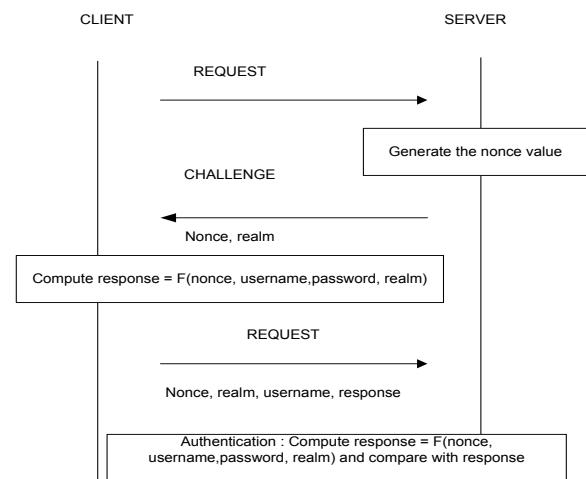 CLIENT
SERVER
REQUEST
Generate the nonce value
CHALLENGE
Nonce, realm
Compute response = F(nonce, username,password, realm)
REQUEST
Nonce, realm, username, response
Authentication : Compute response = F(nonce,
username,password, realm) and compare with response